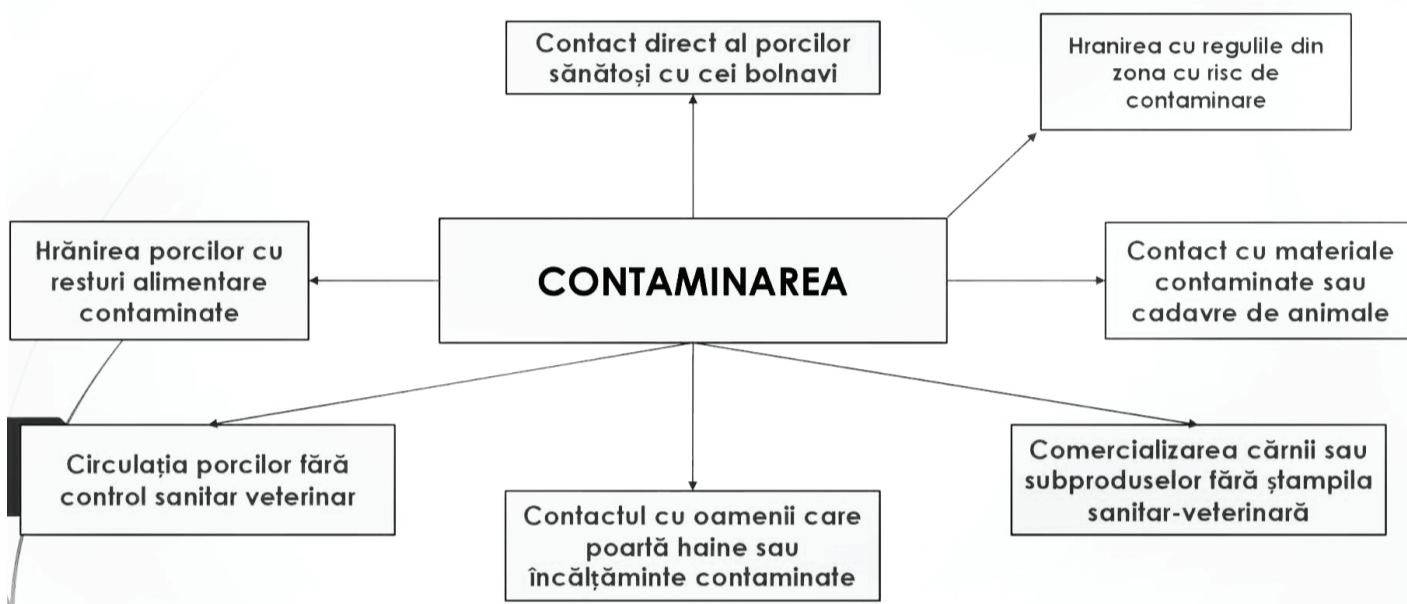 Contact direct al porcilor
sănătoși cu cei bolnavi
Hranirea cu regulile din
zona cu risc de
contaminare
Hrănirea porcilor cu
resturi alimentare
contaminate
CONTAMINAREA
Contact cu materiale
contaminate sau
cadavre de animale
Circulația porcilor fără
control sanitar veterinar
Contactul cu oamenii care
poartă haine sau
încălțăminte contaminate
Comercializarea cărnii sau
subproduselor fără ștampila
sanitar-veterinară